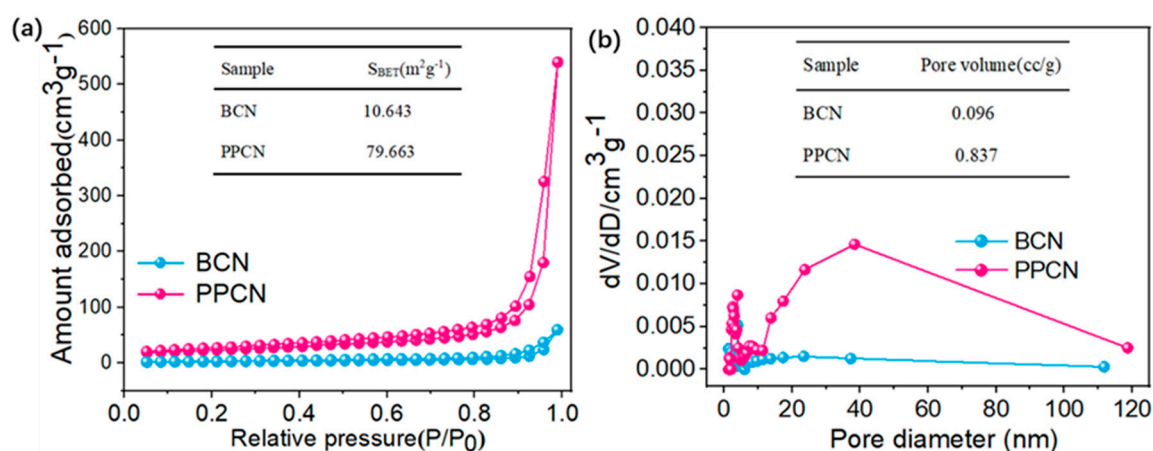 (a)
600
500
400
300
200
100
0
Amount adsorbed(cm³g⁻¹)
Sample S_BET(m²g⁻¹)
BCN 10.643
PPCN 79.663
BCN
PPCN
0.0 0.2 0.4 0.6 0.8 1.0
Relative pressure(P/P₀)
(b)
0.040
0.035
0.030
0.025
0.020
0.015
0.010
0.005
0.000
dV/dD/cm³g⁻¹
Sample Pore volume(cc/g)
BCN 0.096
PPCN 0.837
BCN
PPCN
0 20 40 60 80 100 120
Pore diameter (nm)